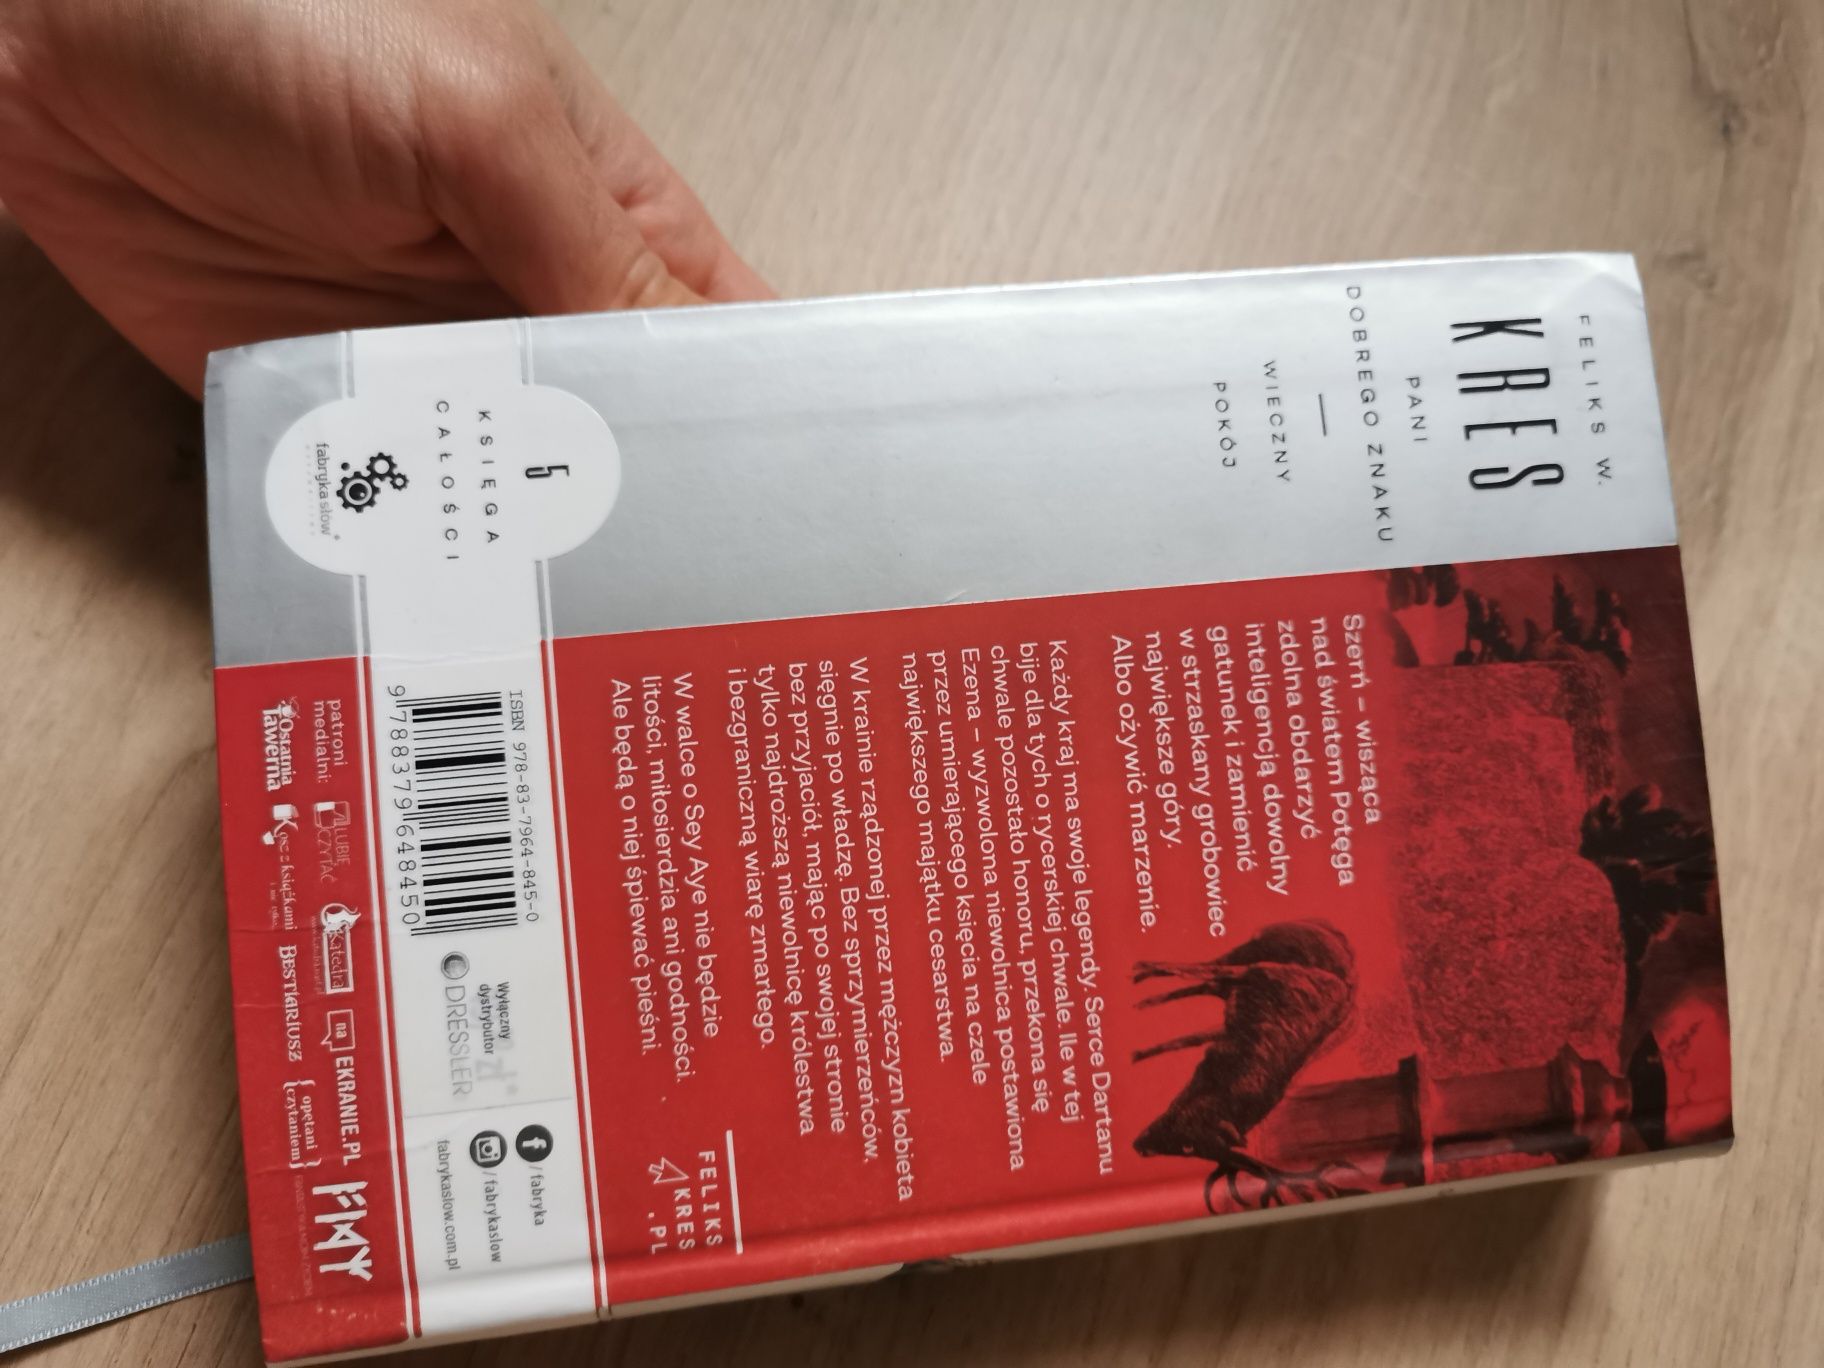 FELIKS W.
KRES
PANI
DOBREGO ZNAKU
WIECZNY
POKÓJ
5
KSIĘGA
CAŁOŚCI
fabryka słów
Szerń – wisząca
nad światem Potęga
zdolna obdarzyć
inteligencją dowolny
gatunek i zamienić
w strzaskany grobowiec
największe góry.
Albo ożywić marzenie.
Każdy kraj ma swoje legendy. Serce Dartanu
bije dla tych o rycerskiej chwale. Ile w tej
chwale pozostało honoru, przekona się
Ezena – wyzwolona niewolnica postawiona
przez umierającego księcia na czele
największego majątku cesarstwa.
W krainie rządzonej przez mężczyzn kobieta
sięgnie po władzę. Bez sprzymierzeńców,
bez przyjaciół, mając po swojej stronie
tylko najdroższą niewolnicę królestwa
i bezgraniczną wiarę zmarłego.
W walce o Sey Aye nie będzie
litości, miłosierdzia ani godności.
Ale będą o niej śpiewać pieśni.
FELIKS
KRES
.PL
ISBN 978-83-7964-845-0
9 788379 648450
Wyłączny
dystrybutor
DRESSLER
/fabryka
/fabrykaslow
fabrykaslow.com.pl
patroni
medialni:
LUBIĘ
CZYTAĆ
Katedra
na
EKRANIE.PL
Ostatnia
Tawerna
Kosz z książkami
BESTIARIUSZ
{opętani
czytaniem}